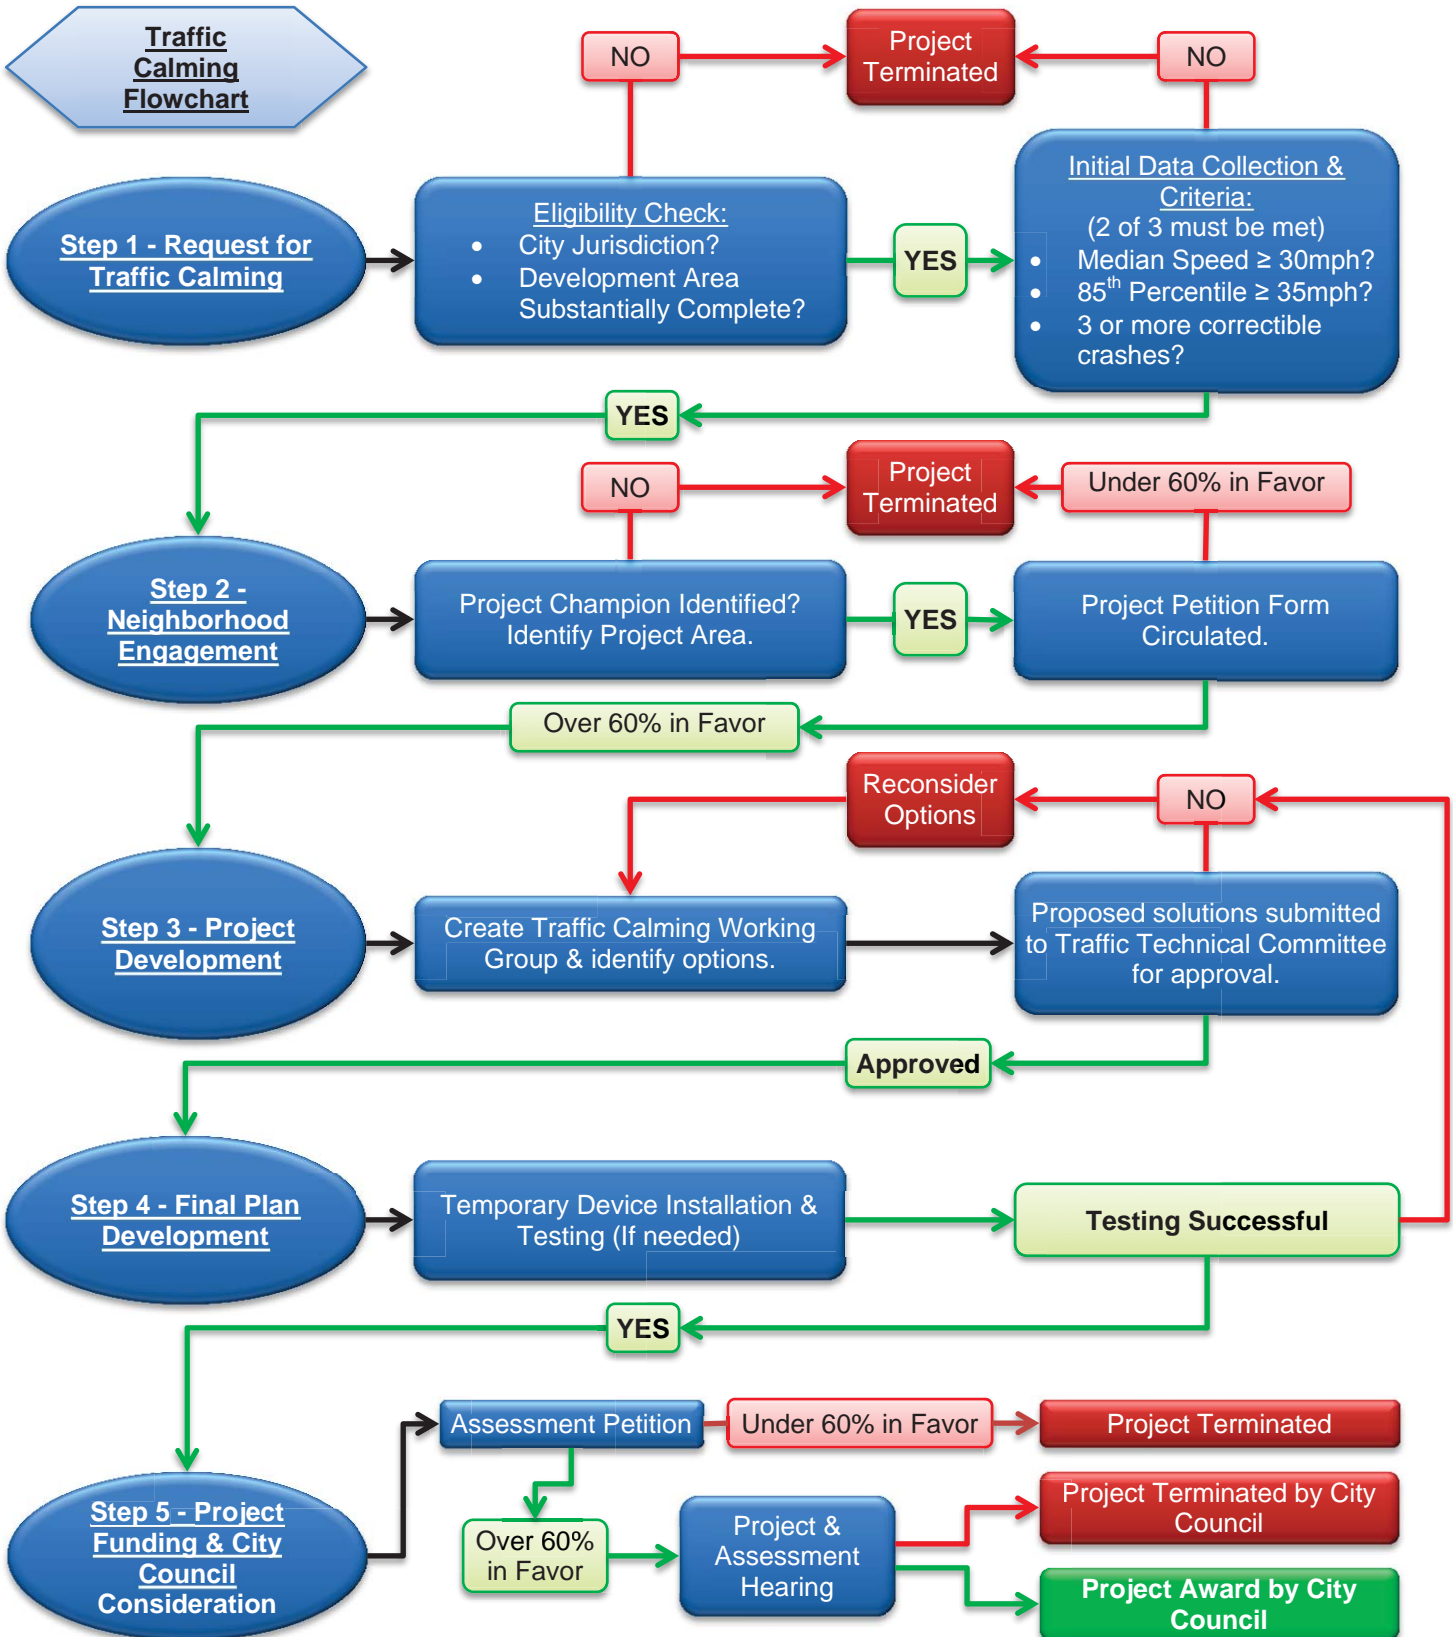 Traffic
Calming
Flowchart
NO
Project
Terminated
NO
Step 1 - Request for
Traffic Calming
Eligibility Check:
• City Jurisdiction?
• Development Area
Substantially Complete?
YES
Initial Data Collection &
Criteria:
(2 of 3 must be met)
• Median Speed ≥ 30mph?
• 85th Percentile ≥ 35mph?
• 3 or more correctible
crashes?
YES
NO
Project
Terminated
Under 60% in Favor
Step 2 -
Neighborhood
Engagement
Project Champion Identified?
Identify Project Area.
YES
Project Petition Form
Circulated.
Over 60% in Favor
Reconsider
Options
NO
Step 3 - Project
Development
Create Traffic Calming Working
Group & identify options.
Proposed solutions submitted
to Traffic Technical Committee
for approval.
Approved
Step 4 - Final Plan
Development
Temporary Device Installation &
Testing (If needed)
Testing Successful
YES
Assessment Petition
Under 60% in Favor
Project Terminated
Step 5 - Project
Funding & City
Council
Consideration
Over 60%
in Favor
Project &
Assessment
Hearing
Project Terminated by City
Council
Project Award by City
Council